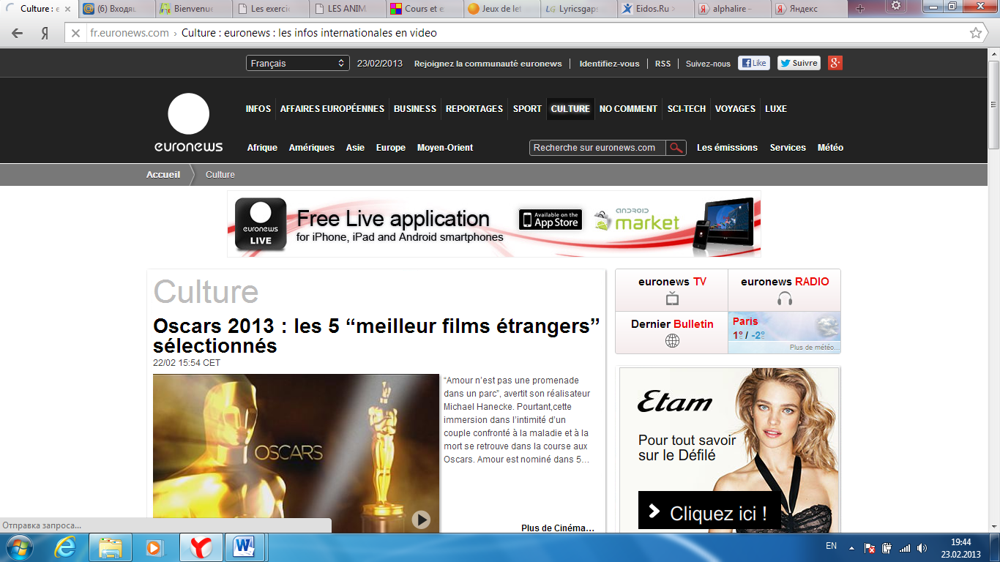 Culture : e
(6) Входящ
Bienvenue
Les exercic
LES ANIM
Cours et e
Jeux de let
LG Lyricsgaps
Eidos.Ru
Я alphalire –
Я Яндекс
Я
fr.euronews.com › Culture : euronews : les infos internationales en video
Français
23/02/2013
Rejoignez la communauté euronews
Identifiez-vous
RSS
Suivez-nous
Like
Suivre
g+
INFOS
AFFAIRES EUROPÉENNES
BUSINESS
REPORTAGES
SPORT
CULTURE
NO COMMENT
SCI-TECH
VOYAGES
LUXE
euronews
Afrique
Amériques
Asie
Europe
Moyen-Orient
Recherche sur euronews.com
Les émissions
Services
Météo
Accueil
Culture
euronews
LIVE
Free Live application
for iPhone, iPad and Android smartphones
Available on the
App Store
ANDROID
market
Culture
Oscars 2013 : les 5 “meilleur films étrangers”
sélectionnés
22/02 15:54 CET
OSCARS
“Amour n’est pas une promenade
dans un parc”, avertit son réalisateur
Michael Hanecke. Pourtant,cette
immersion dans l’intimité d’un
couple confronté à la maladie et à la
mort se retrouve dans la course aux
Oscars. Amour est nominé dans 5…
Plus de Cinéma…
euronews TV
euronews RADIO
Dernier Bulletin
Paris
1° / -2°
Plus de météo...
Etam
Pour tout savoir
sur le Défilé
Cliquez ici !
Отправка запроса...
EN
19:44
23.02.2013